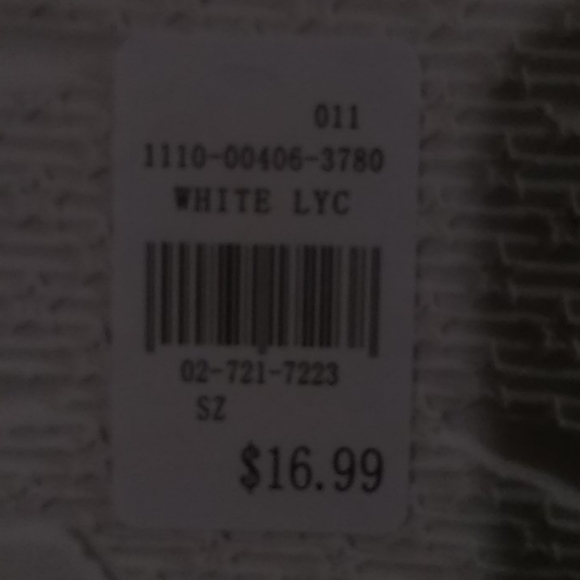 011
1110-00406-3780
WHITE LYC
02-721-7223
SZ
$16.99